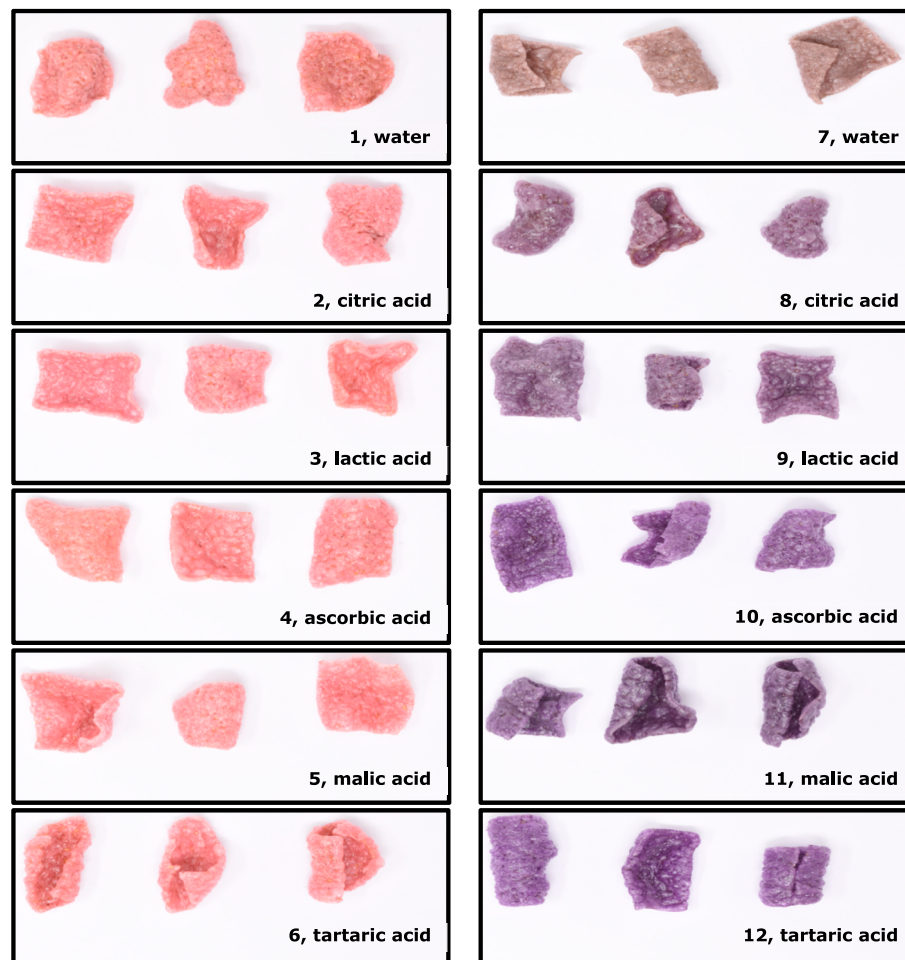 1, water
2, citric acid
3, lactic acid
4, ascorbic acid
5, malic acid
6, tartaric acid
7, water
8, citric acid
9, lactic acid
10, ascorbic acid
11, malic acid
12, tartaric acid